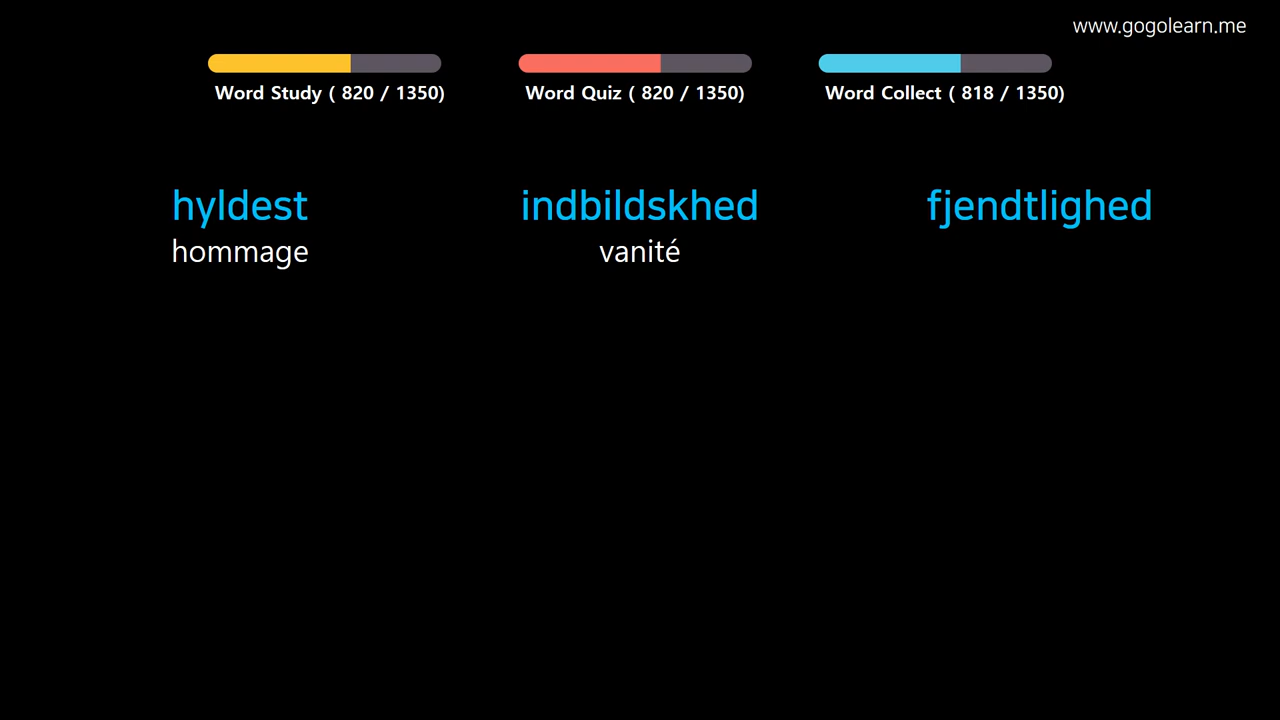 www.gogolearn.me
Word Study ( 820 / 1350)
Word Quiz ( 820 / 1350)
Word Collect ( 818 / 1350)
hyldest
hommage
indbildskhed
vanité
fjendtlighed